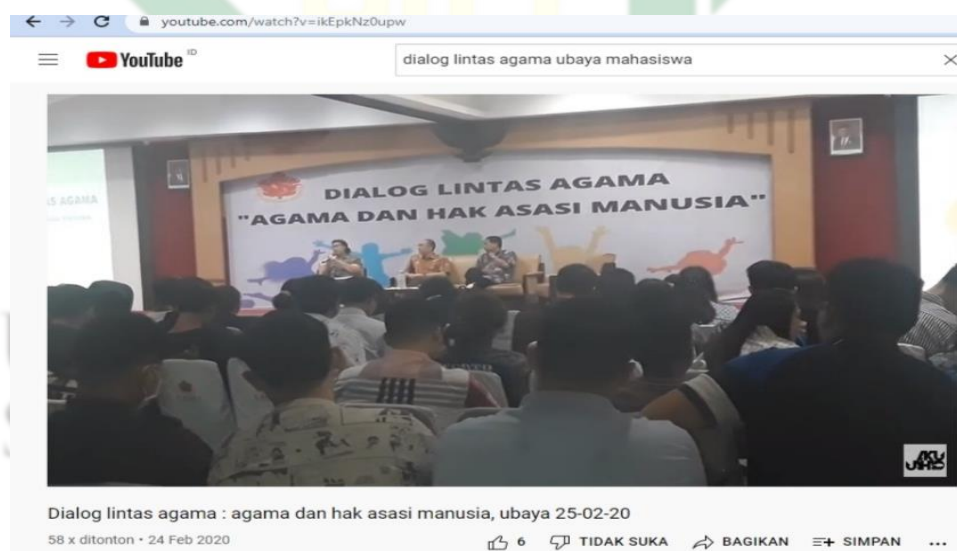 youtube.com/watch?v=ikEpkNz0upw
YouTube ID
dialog lintas agama ubaya mahasiswa
DIALOG LINTAS AGAMA
"AGAMA DAN HAK ASASI MANUSIA"
AS AGAMA
Dialog lintas agama : agama dan hak asasi manusia, ubaya 25-02-20
58 x ditonton • 24 Feb 2020
6 TIDAK SUKA BAGIKAN SIMPAN